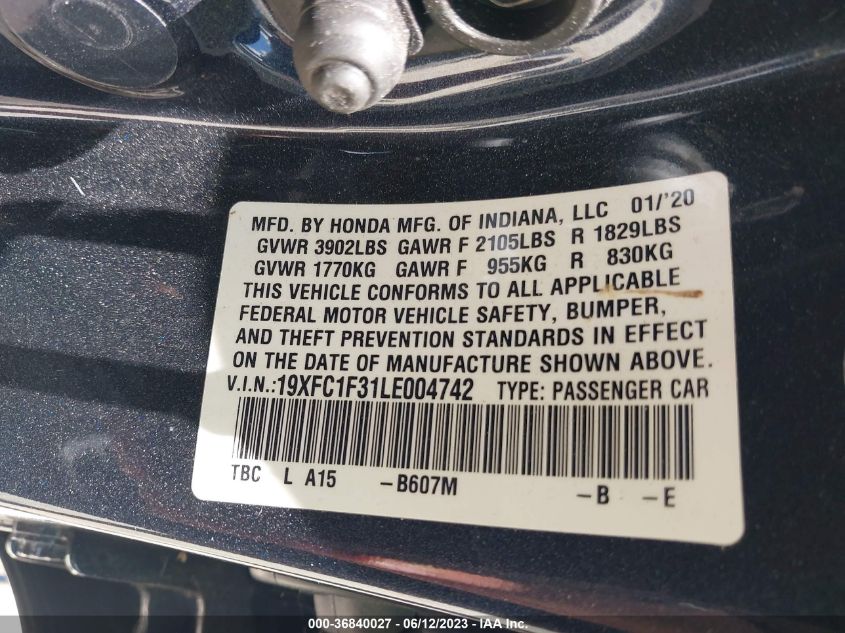 MFD. BY HONDA MFG. OF INDIANA, LLC 01/'20
GVWR 3902LBS GAWR F 2105LBS R 1829LBS
GVWR 1770KG GAWR F 955KG R 830KG
THIS VEHICLE CONFORMS TO ALL APPLICABLE
FEDERAL MOTOR VEHICLE SAFETY, BUMPER,
AND THEFT PREVENTION STANDARDS IN EFFECT
ON THE DATE OF MANUFACTURE SHOWN ABOVE.
V.I.N.:19XFC1F31LE004742 TYPE: PASSENGER CAR
TBC L A15 -B607M -B -E
000-36840027 - 06/12/2023 - IAAI.COM